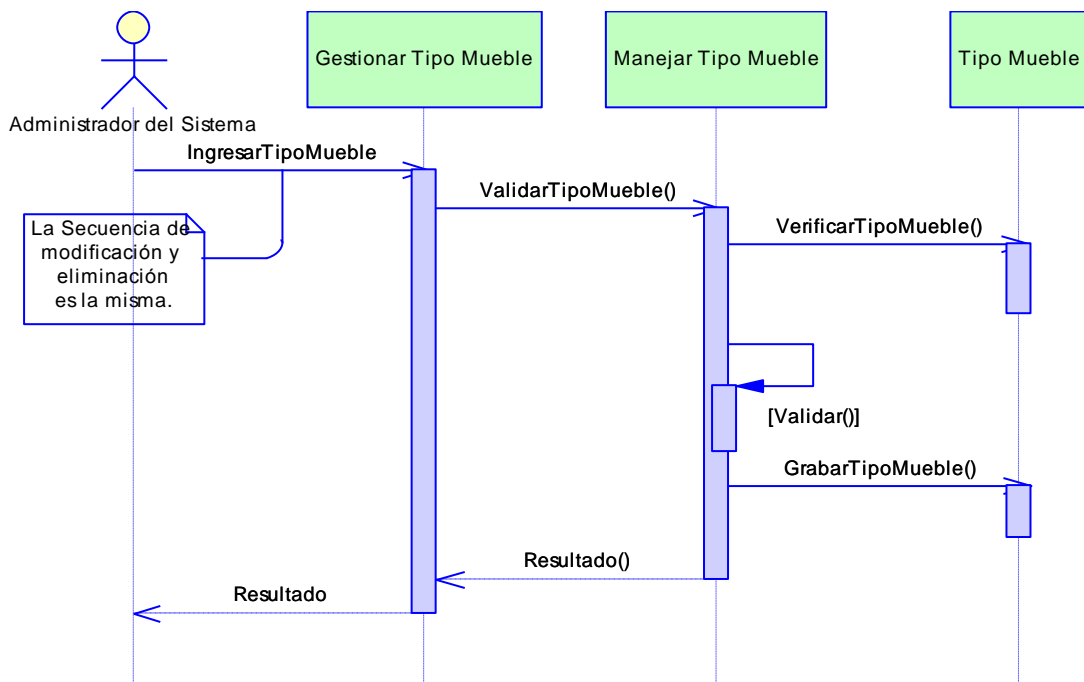 Gestionar Tipo Mueble
Manejar Tipo Mueble
Tipo Mueble
Administrador del Sistema
IngresarTipoMueble
ValidarTipoMueble()
VerificarTipoMueble()
La Secuencia de
modificación y
eliminación
es la misma.
[Validar()]
GrabarTipoMueble()
Resultado()
Resultado